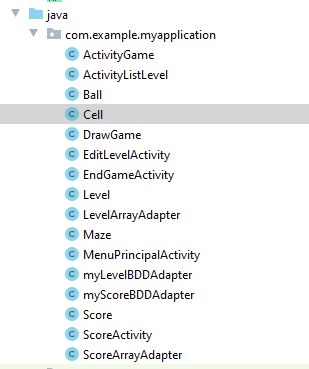 java
com.example.myapplication
ActivityGame
ActivityListLevel
Ball
Cell
DrawGame
EditLevelActivity
EndGameActivity
Level
LevelArrayAdapter
Maze
MenuPrincipalActivity
myLevelBDDAdapter
myScoreBDDAdapter
Score
ScoreActivity
ScoreArrayAdapter